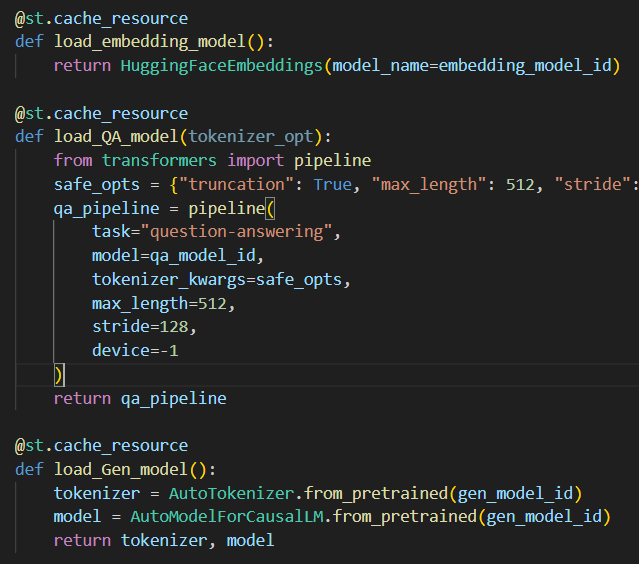 @st.cache_resource
def load_embedding_model():
    return HuggingFaceEmbeddings(model_name=embedding_model_id)

@st.cache_resource
def load_QA_model(tokenizer_opt):
    from transformers import pipeline
    safe_opts = {"truncation": True, "max_length": 512, "stride":
    qa_pipeline = pipeline(
        task="question-answering",
        model=qa_model_id,
        tokenizer_kwargs=safe_opts,
        max_length=512,
        stride=128,
        device=-1
    )
    return qa_pipeline

@st.cache_resource
def load_Gen_model():
    tokenizer = AutoTokenizer.from_pretrained(gen_model_id)
    model = AutoModelForCausalLM.from_pretrained(gen_model_id)
    return tokenizer, model